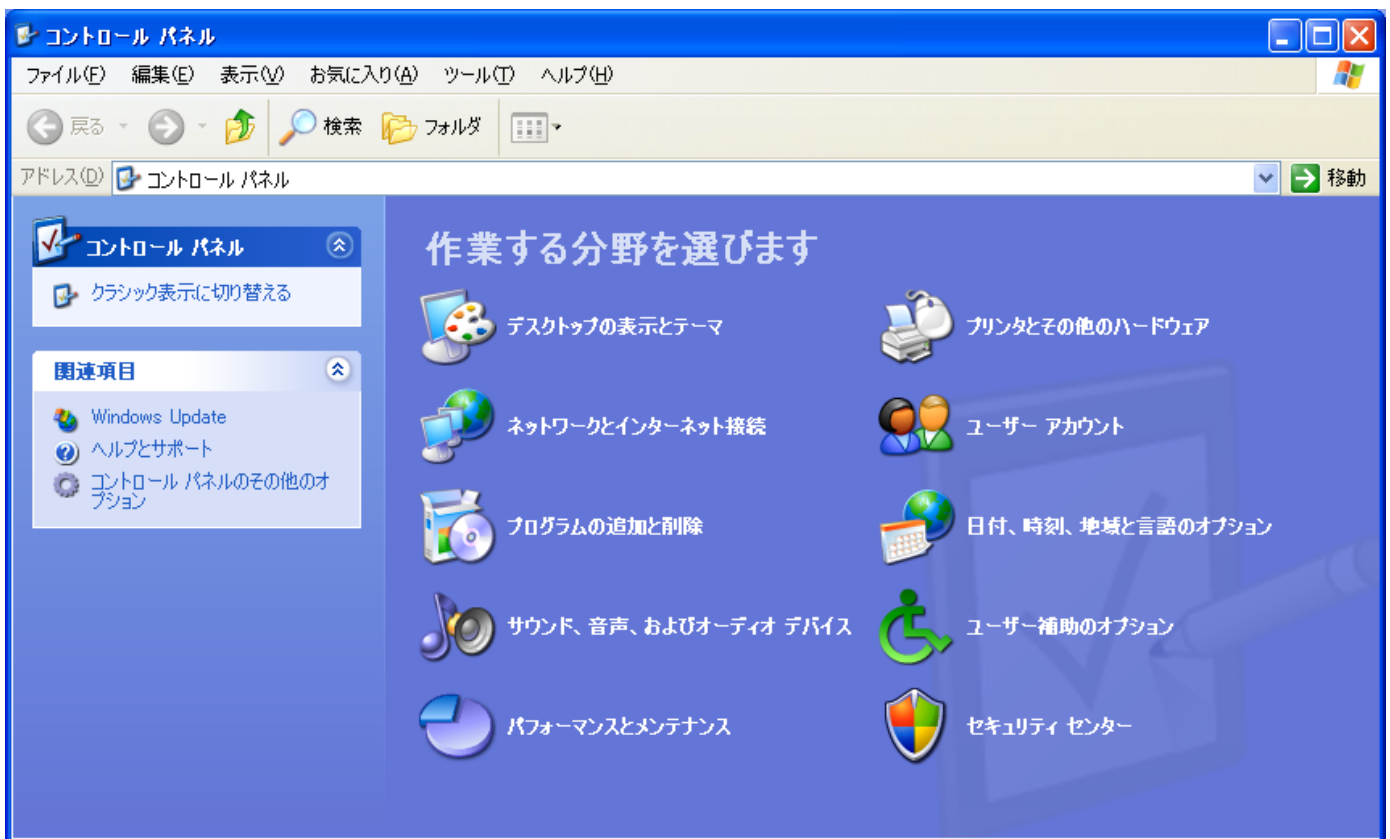 コントロール パネル
ファイル(F) 編集(E) 表示(V) お気に入り(A) ツール(T) ヘルプ(H)
戻る 検索 フォルダ
アドレス(D) コントロール パネル 移動
コントロール パネル
クラシック表示に切り替える
関連項目
Windows Update
ヘルプとサポート
コントロール パネルのその他のオ
プション
作業する分野を選びます
デスクトップの表示とテーマ
プリンタとその他のハードウェア
ネットワークとインターネット接続
ユーザー アカウント
プログラムの追加と削除
日付、時刻、地域と言語のオプション
サウンド、音声、およびオーディオ デバイス
ユーザー補助のオプション
パフォーマンスとメンテナンス
セキュリティ センター